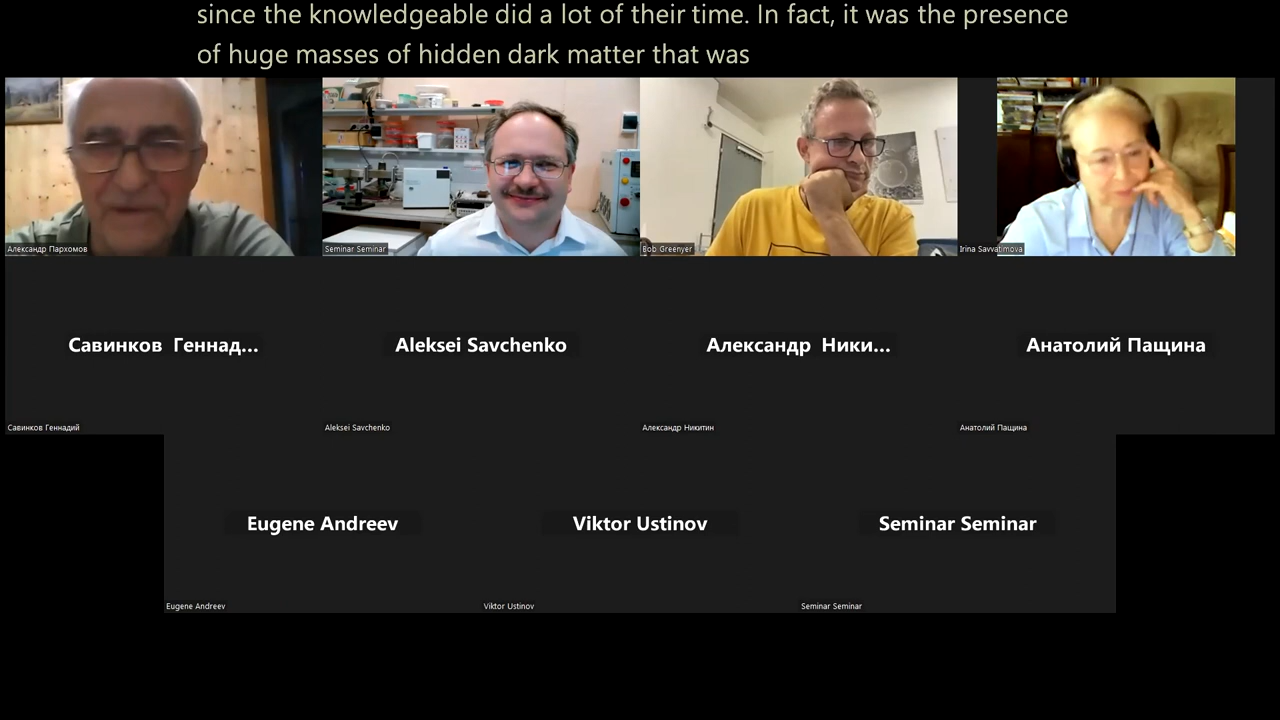 since the knowledgeable did a lot of their time. In fact, it was the presence
of huge masses of hidden dark matter that was
Александр Пархомов
Seminar Seminar
Bob Greenyer
Irina Savvatimova
Савинков Геннад...
Aleksei Savchenko
Александр Ники...
Анатолий Пащина
Савинков Геннадий
Aleksei Savchenko
Александр Никитин
Анатолий Пащина
Eugene Andreev
Viktor Ustinov
Seminar Seminar
Eugene Andreev
Viktor Ustinov
Seminar Seminar